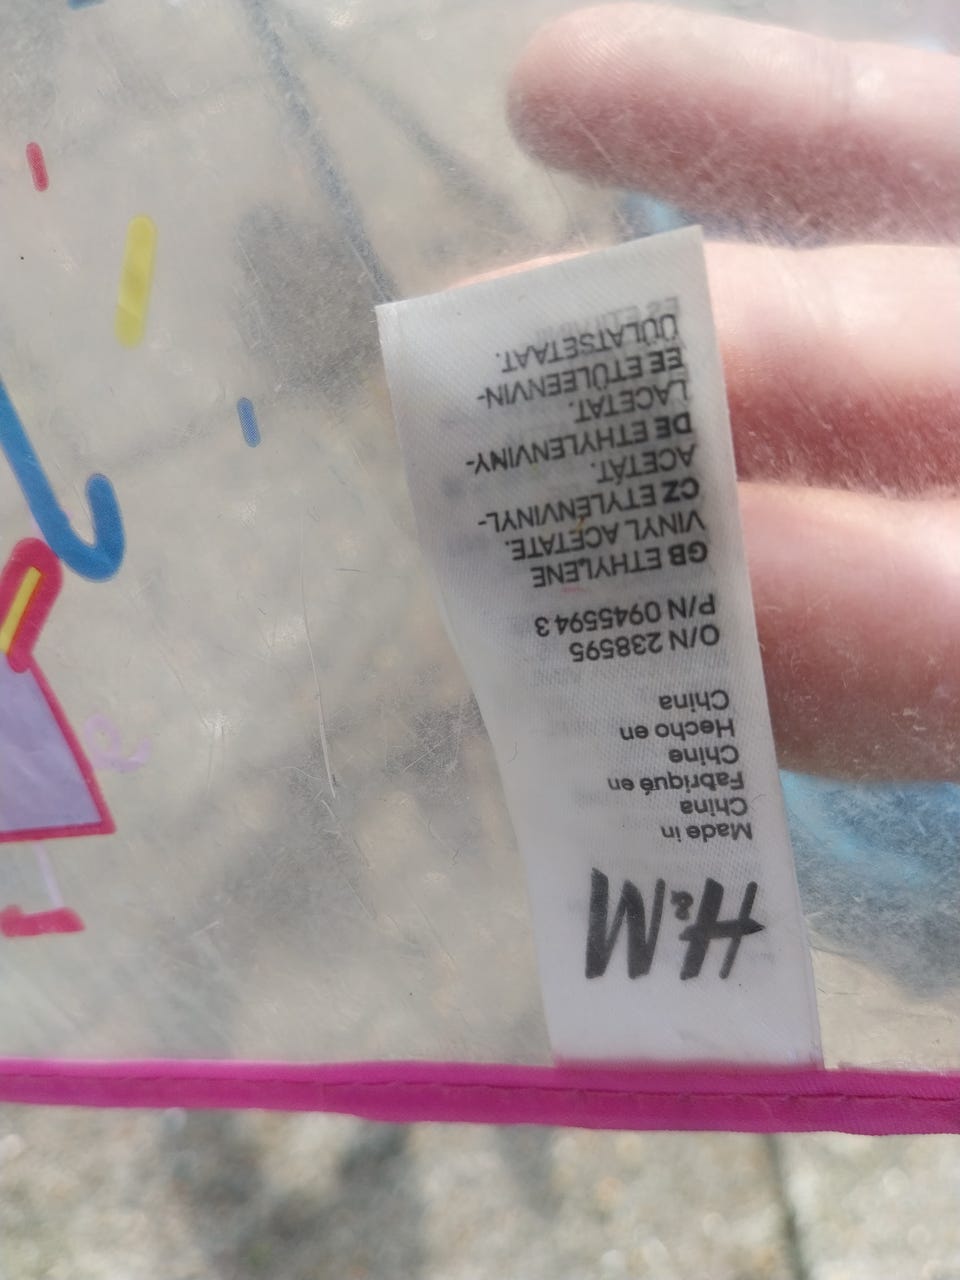 H&M
Made in
China
Fabriqué en
Chine
Hecho en
China
O/N 238595
P/N 0945594 3
GB ETHYLENE
VINYL ACETATE.
CZ ETYLENVINYL-
ACETÁT.
DE ETHYLENVINY-
LACETAT.
EE ETÜLEENVIN-
ÜÜLATSETAAT.